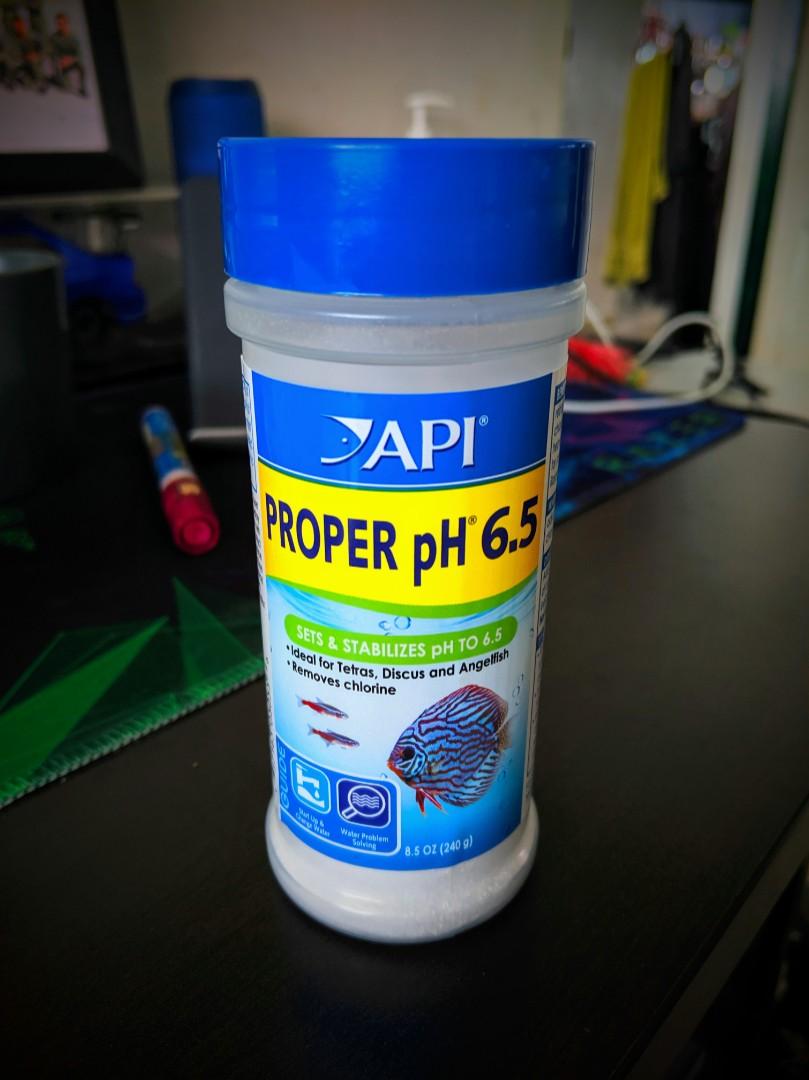 API®
PROPER pH® 6.5
SETS & STABILIZES pH TO 6.5
• Ideal for Tetras, Discus and Angelfish
• Removes chlorine
GUIDE
Start Up &
Change Water
Water Problem
Solving
8.5 OZ (240 g)